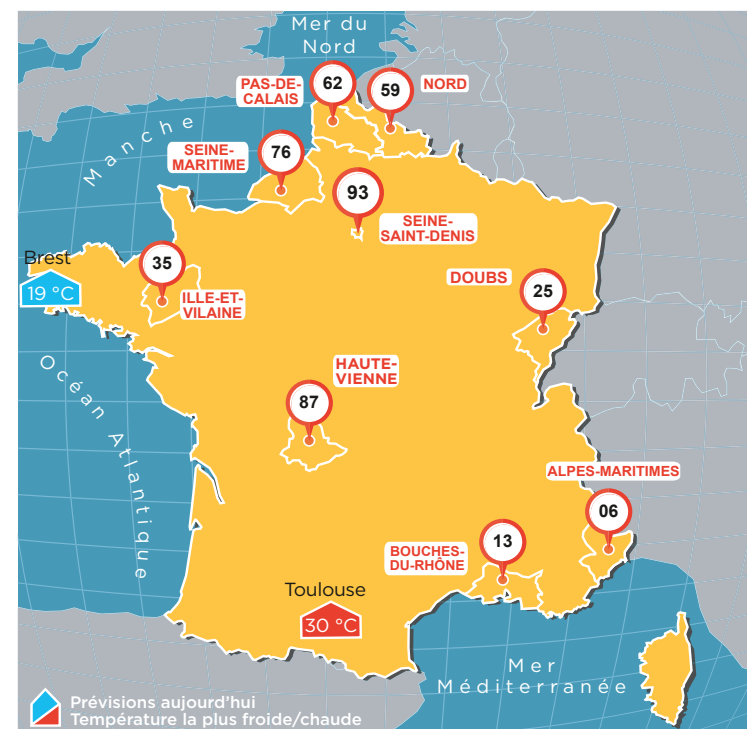 Mer du
Nord
PAS-DE-
CALAIS
62
59
NORD
Manche
SEINE-
MARITIME
76
93
SEINE-
SAINT-DENIS
Brest
19 °C
35
ILLE-ET-
VILAINE
DOUBS
25
Océan Atlantique
HAUTE-
VIENNE
87
ALPES-MARITIMES
06
13
BOUCHES-
DU-RHÔNE
Toulouse
30 °C
Mer
Méditerranée
Prévisions aujourd'hui
Température la plus froide/chaude